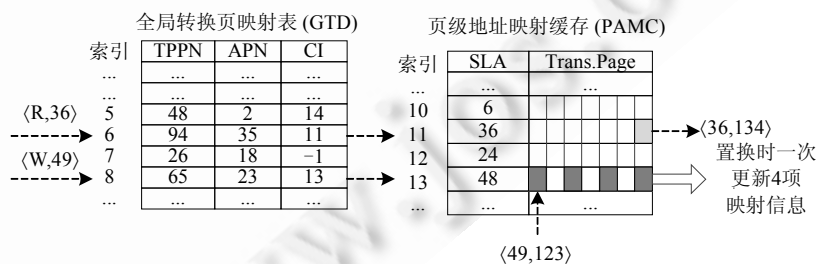 全局转换页映射表 (GTD)
索引 TPPN APN CI
... ... ... ...
... ... ...
5 48 2 14
6 94 35 11
7 26 18 −1
8 65 23 13
... ... ... ...
⟨R,36⟩
⟨W,49⟩
页级地址映射缓存 (PAMC)
索引 SLA Trans.Page
... ... ...
10 6
11 36
12 24
13 48
... ... ...
⟨49,123⟩
⟨36,134⟩
置换时一次
更新4项
映射信息